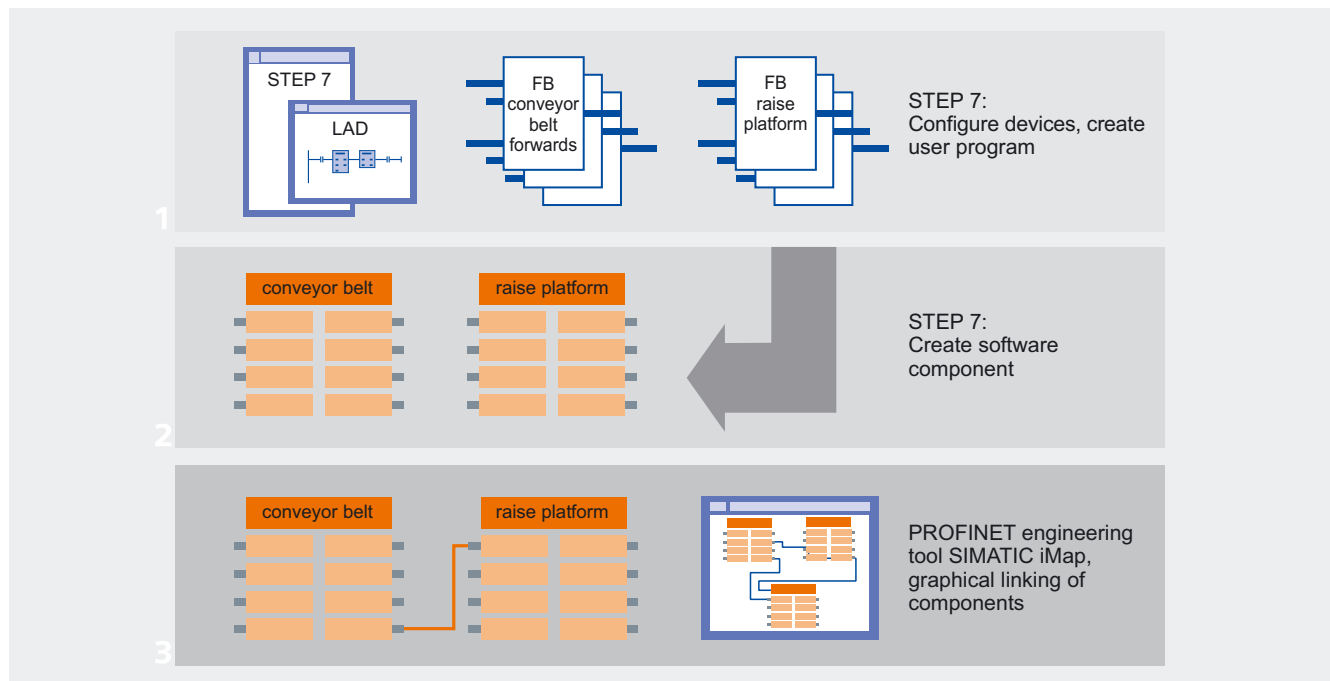 STEP 7
LAD
FB
conveyor
belt
forwards
FB
raise
platform
STEP 7:
Configure devices, create
user program
1
conveyor belt
raise platform
STEP 7:
Create software
component
2
conveyor belt
raise platform
PROFINET engineering
tool SIMATIC iMap,
graphical linking of
components
3